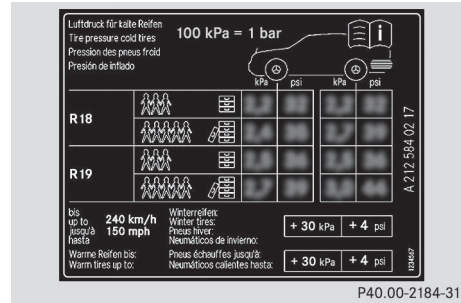 Luftdruck für kalte Reifen
Tire pressure cold tires
Pression des pneus froid
Presión de inflado
100 kPa = 1 bar
i
kPa psi kPa psi
R18
R19
bis
up to
jusqu'à
hasta
240 km/h
150 mph
Winterreifen:
Winter tires:
Pneus hiver:
Neumáticos de invierno:
+ 30 kPa + 4 psi
Warme Reifen bis:
Warm tires up to:
Pneus échauffes jusqu'à:
Neumáticos calientes hasta:
+ 30 kPa + 4 psi
A 212 584 02 17
1234567
P40.00-2184-31